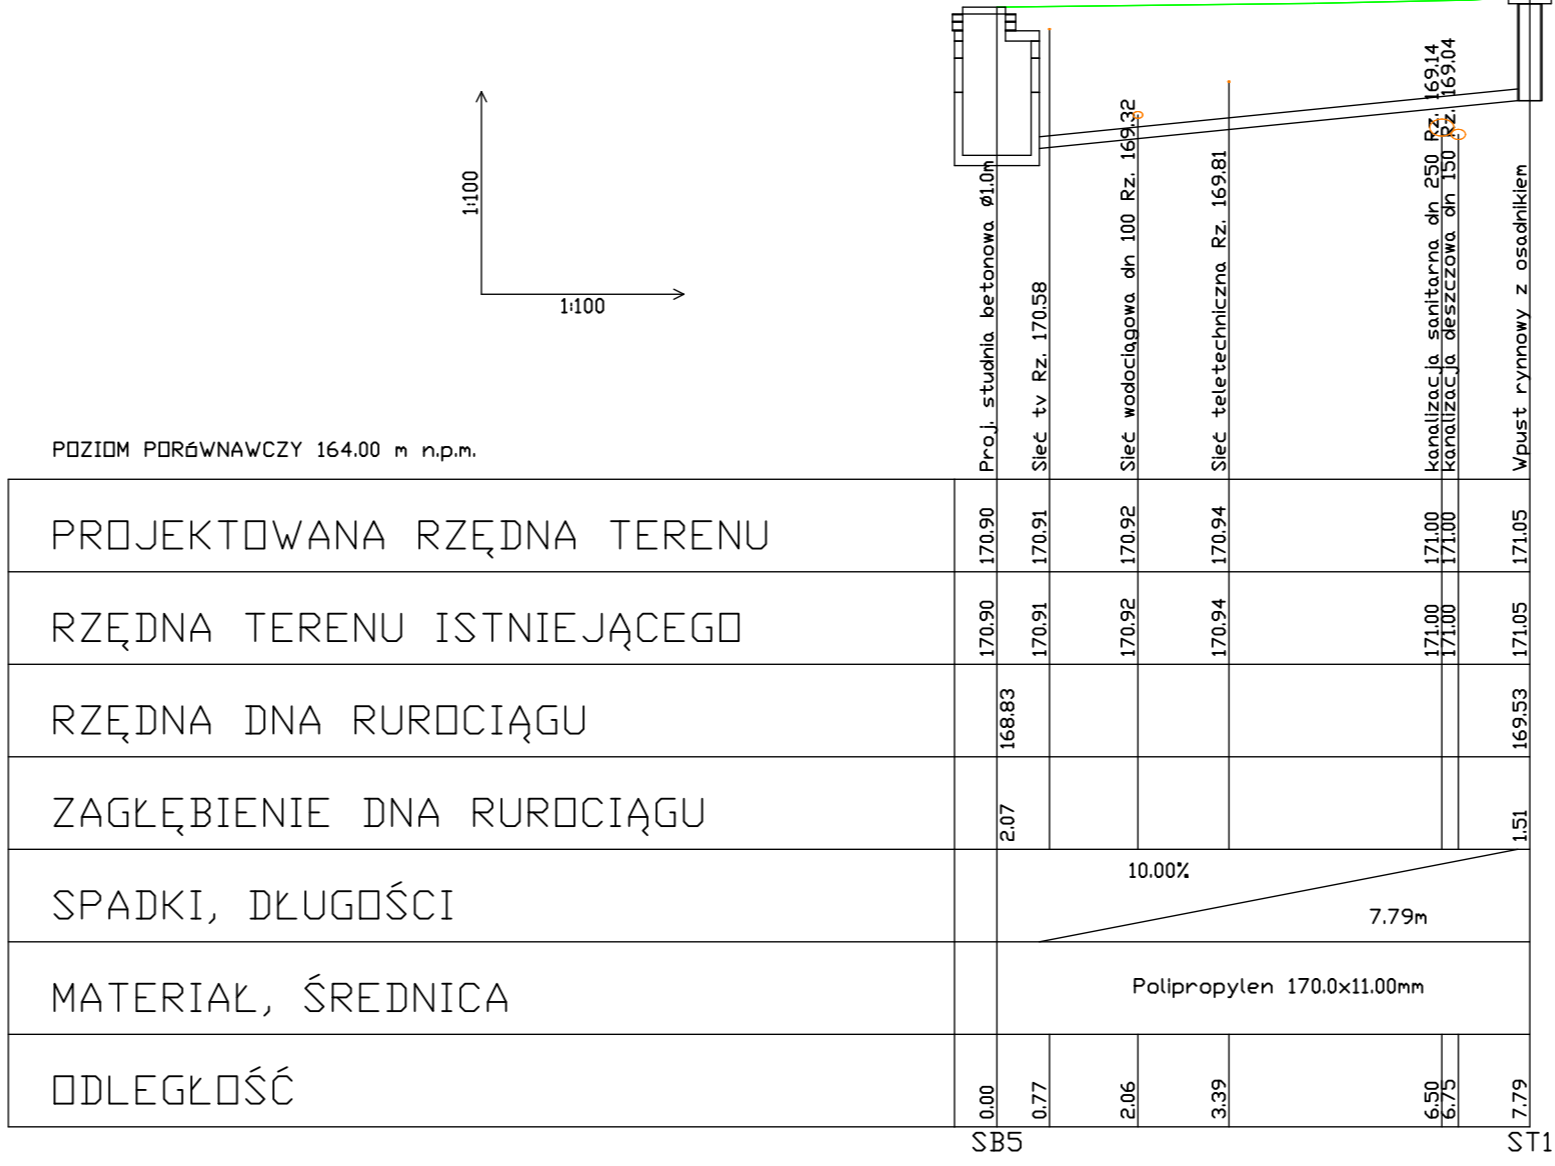 1:100
1:100
Proj. studnia betonowa ø1.0m
Sieć tv Rz. 170.58
Sieć wodociągowa dn 100 Rz. 169.32
Sieć teletechniczna Rz. 169.81
kanalizacja sanitarna dn 250 Rz. 169.14
kanalizacja deszczowa dn 150 Rz. 169.04
Wpust rynnowy z osadnikiem
POZIOM PORóWNAWCZY 164.00 m n.p.m.
PROJEKTOWANA RZĘDNA TERENU
170.90 170.91 170.92 170.94 171.00 171.00 171.05
RZĘDNA TERENU ISTNIEJĄCEGO
170.90 170.91 170.92 170.94 171.00 171.00 171.05
RZĘDNA DNA RUROCIĄGU
168.83 169.53
ZAGŁĘBIENIE DNA RUROCIĄGU
2.07 1.51
SPADKI, DŁUGOŚCI
10.00%
7.79m
MATERIAŁ, ŚREDNICA
Polipropylen 170.0x11.00mm
ODLEGŁOŚĆ
0.00 0.77 2.06 3.39 6.50 6.75 7.79
SB5 ST1